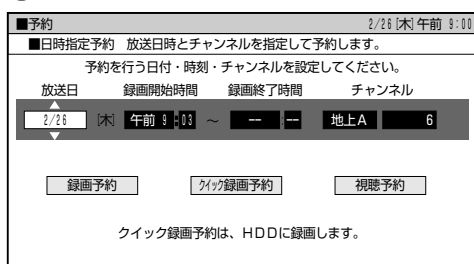 ■予約 2/26[木]午前 9:00
■日時指定予約 放送日時とチャンネルを指定して予約します。
予約を行う日付・時刻・チャンネルを設定してください。
放送日 録画開始時間 録画終了時間 チャンネル
2/26 [木] 午前 9:03 ～ --:-- 地上A 6
録画予約 クイック録画予約 視聴予約
クイック録画予約は、HDDに録画します。